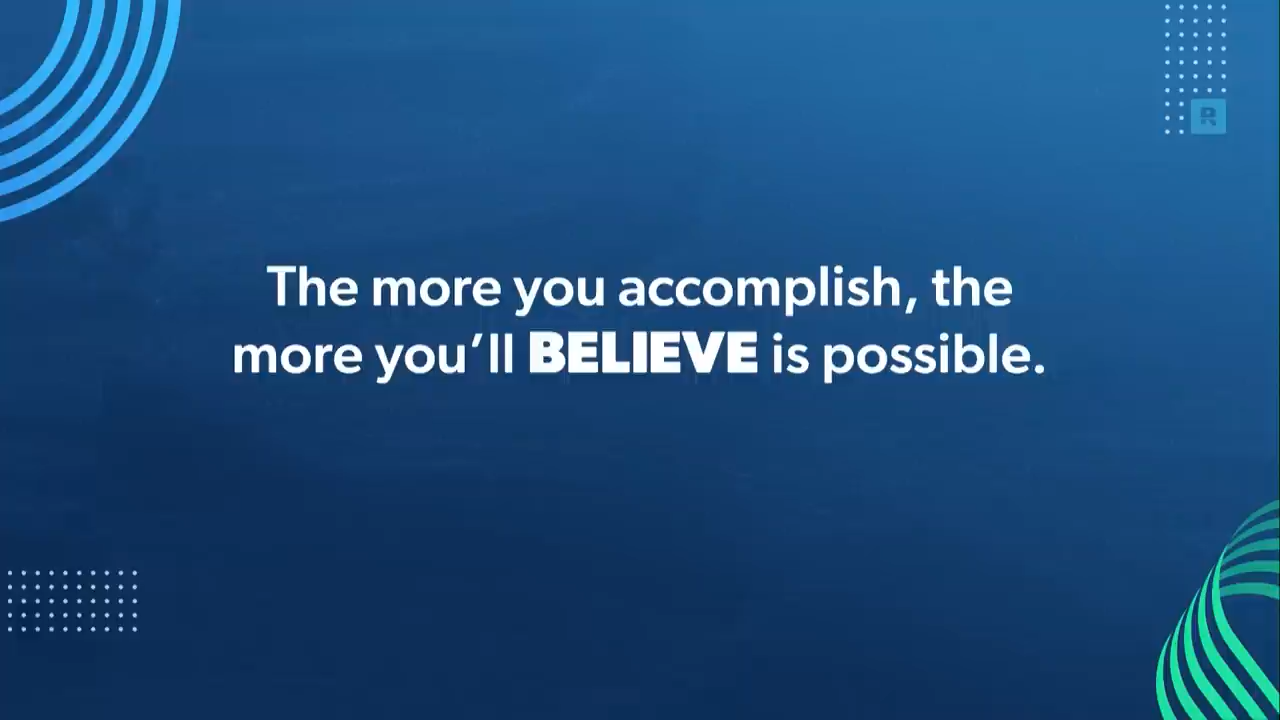 R
The more you accomplish, the
more you’ll BELIEVE is possible.